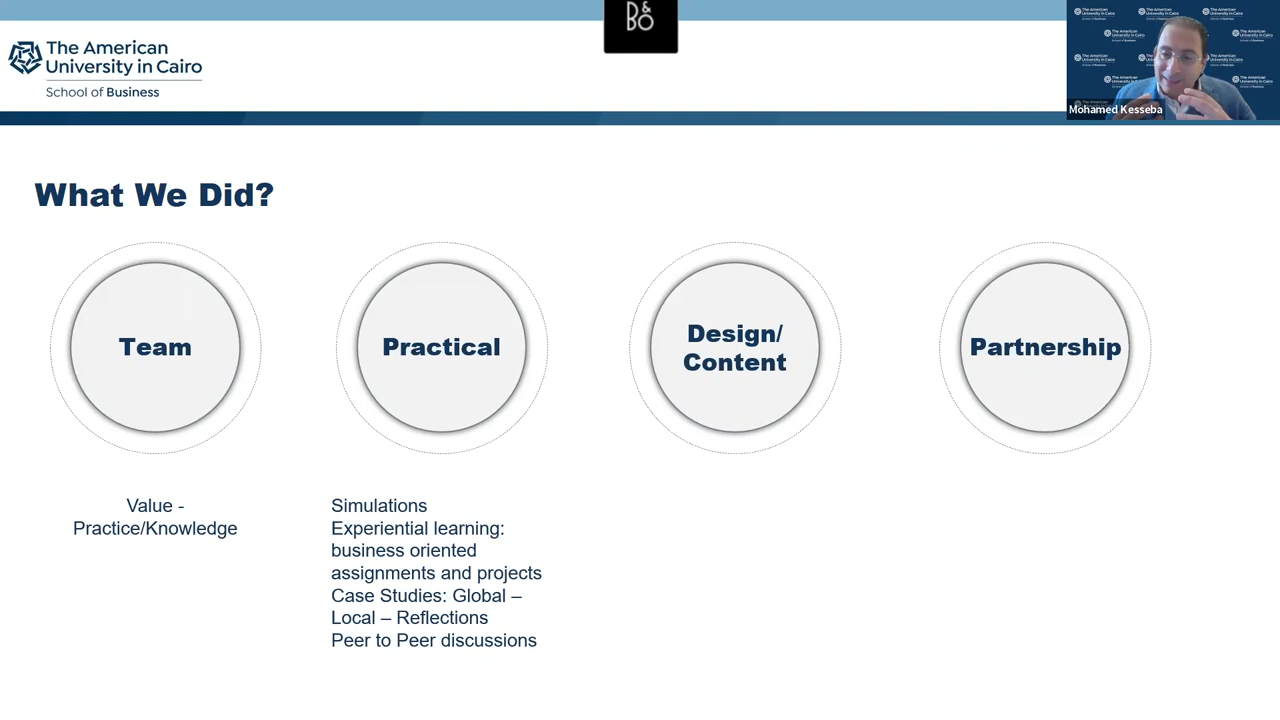 The American
University in Cairo
School of Business
B&
BO
Mohamed Kesseba
What We Did?
Team
Practical
Design/
Content
Partnership
Value -
Practice/Knowledge
Simulations
Experiential learning:
business oriented
assignments and projects
Case Studies: Global –
Local – Reflections
Peer to Peer discussions